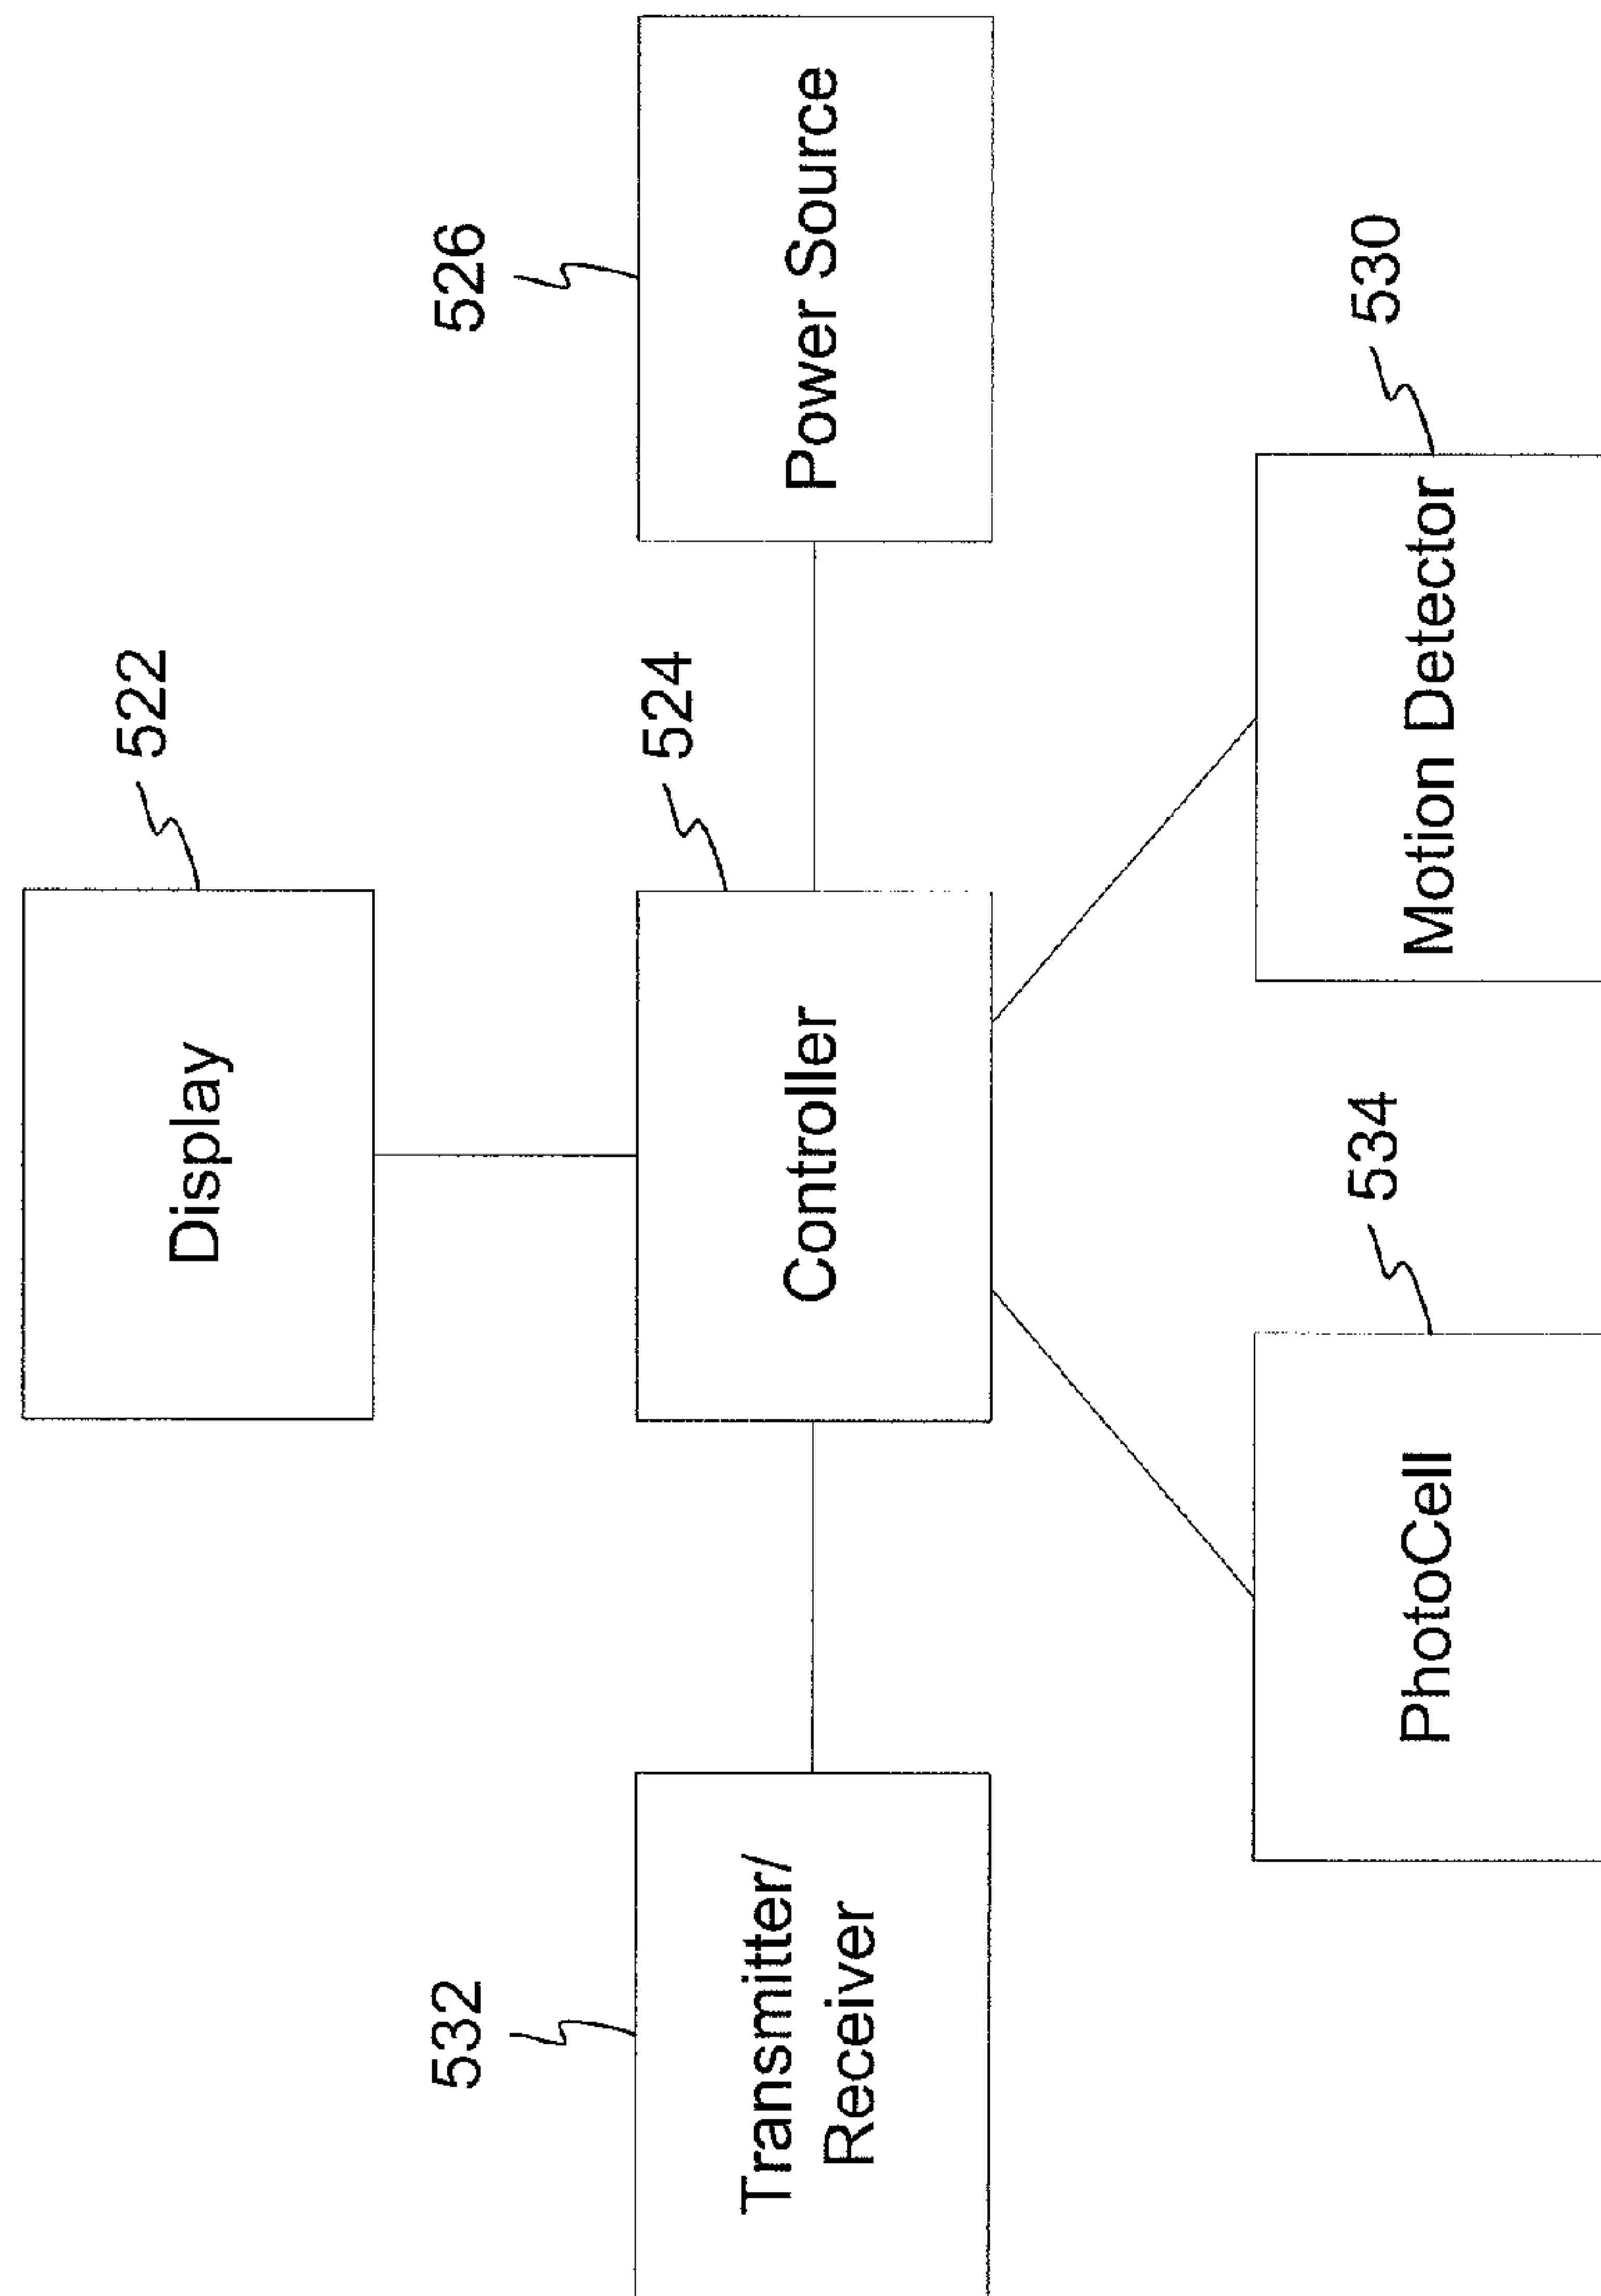 522
Display
532
524
526
Transmitter/
Receiver
Controller
Power Source
534
530
PhotoCell
Motion Detector